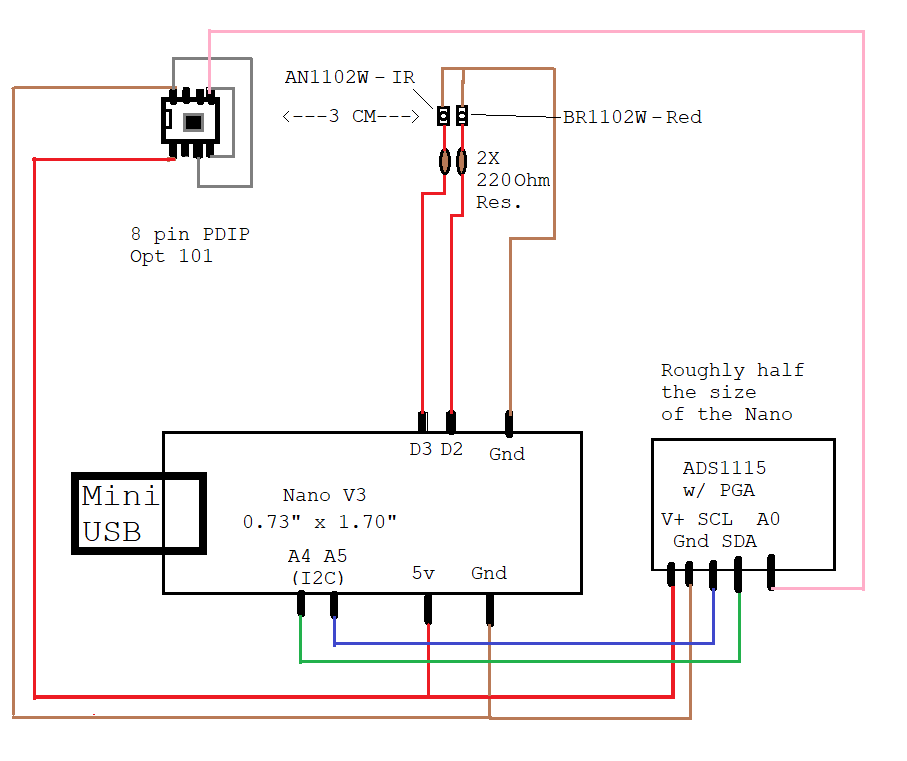 AN1102W - IR
<---3 CM--->
BR1102W - Red
2X
220Ohm
Res.
8 pin PDIP
Opt 101
Roughly half
the size
of the Nano
D3 D2
Gnd
ADS1115
w/ PGA
V+ SCL A0
Gnd SDA
Mini
USB
Nano V3
0.73" x 1.70"
A4 A5
(I2C)
5v
Gnd